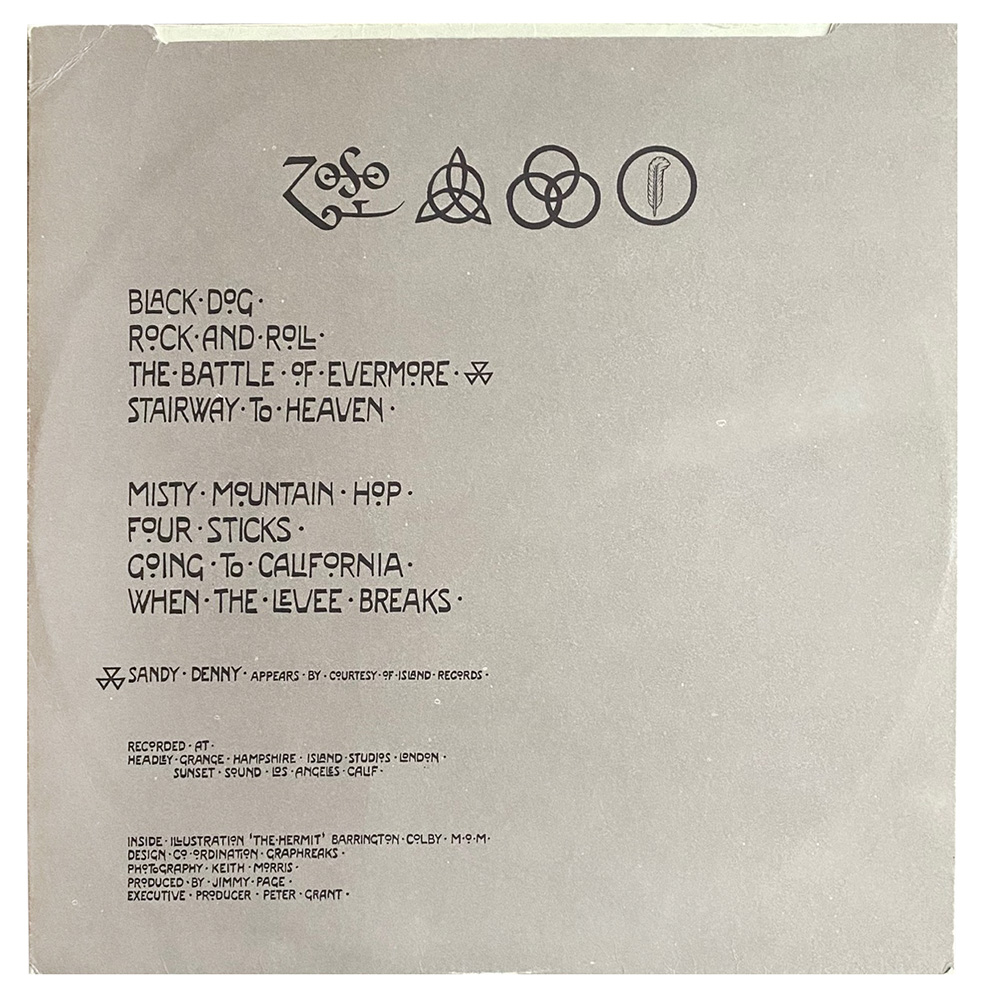 ZoSo
BLACK·DOG·
ROCK·AND·ROLL·
THE·BATTLE·OF·EVERMORE·
STAIRWAY·To·HEAVEN·
MISTY·MOUNTAIN·HOP·
FOUR·STICKS·
GOING·To·CALIFORNIA·
WHEN·THE·LEVEE·BREAKS·
SANDY·DENNY·APPEARS·BY·COURTESY·OF·ISLAND·RECORDS·
RECORDED·AT·
HEADLEY·GRANGE·HAMPSHIRE·ISLAND·STUDIOS·LONDON·
SUNSET·SOUND·LOS·ANGELES·CALIF·
INSIDE·ILLUSTRATION 'THE·HERMIT' BARRINGTON·COLBY·M·O·M·
DESIGN·CO·ORDINATION·GRAPHREAKS·
PHOToGRAPHY·KEITH·MORRIS·
PRODUCED·BY·JIMMY·PAGE·
EXECUTIVE·PRODUCER·PETER·GRANT·